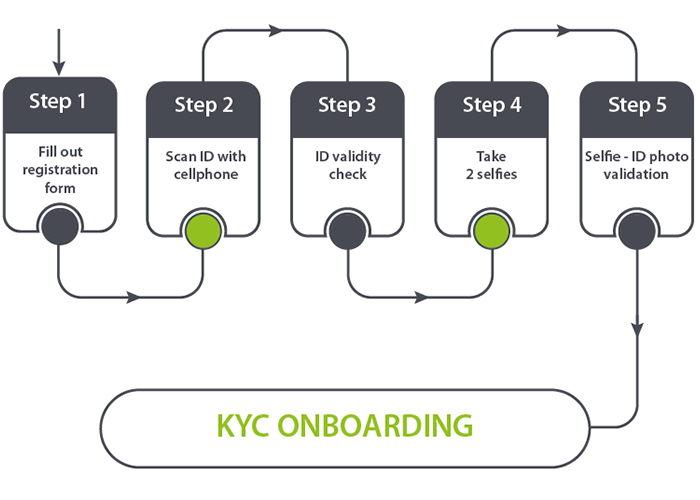 Step 1
Fill out
registration
form
Step 2
Scan ID with
cellphone
Step 3
ID validity
check
Step 4
Take
2 selfies
Step 5
Selfie - ID photo
validation
KYC ONBOARDING